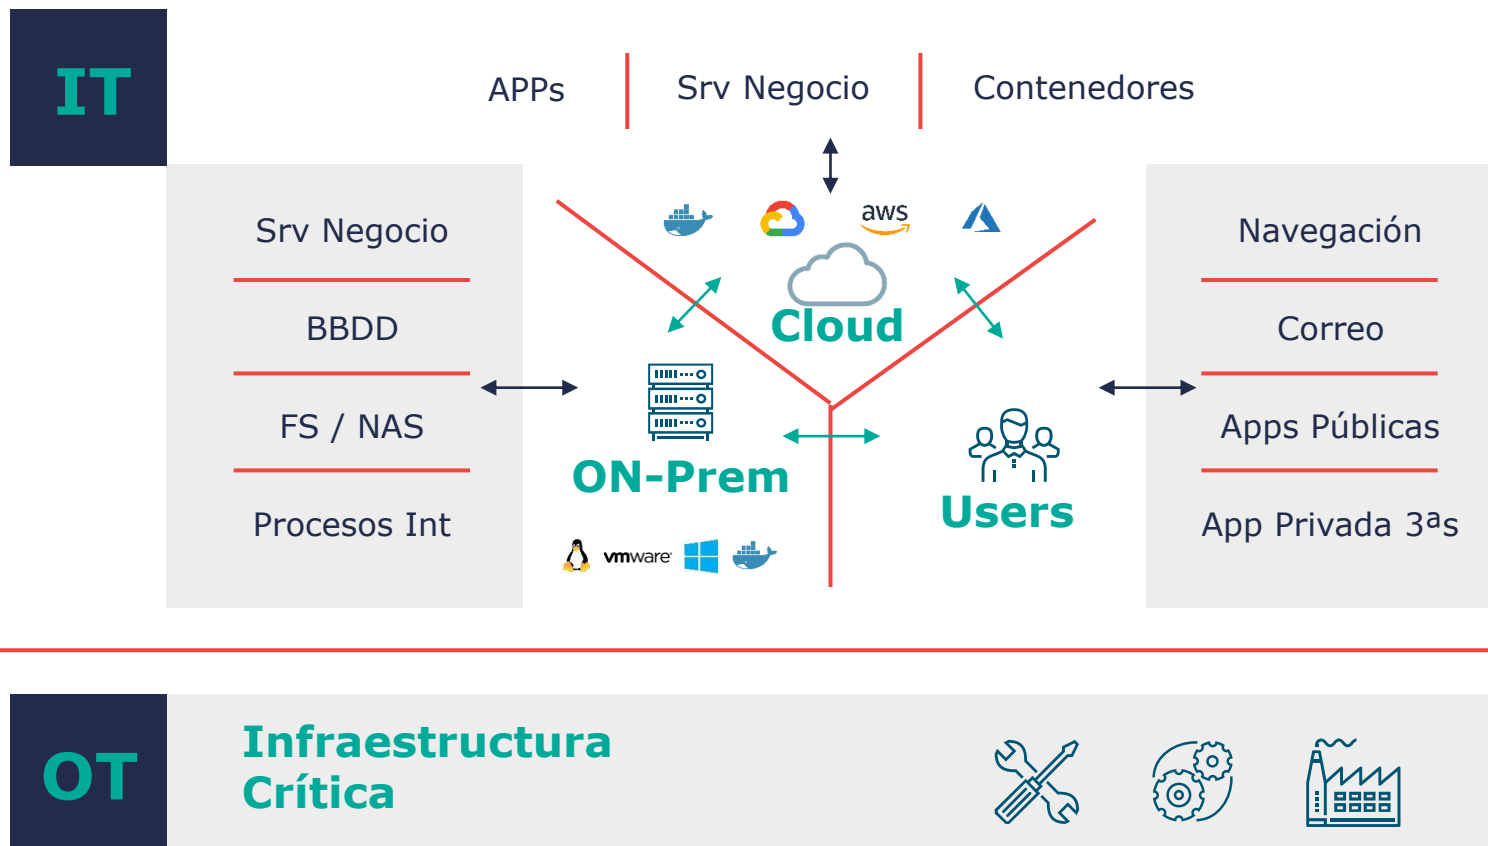 IT
APPs
Srv Negocio
Contenedores
Srv Negocio
BBDD
FS / NAS
Procesos Int
aws
Cloud
ON-Prem
vmware
Users
Navegación
Correo
Apps Públicas
App Privada 3ªs
OT
Infraestructura
Crítica